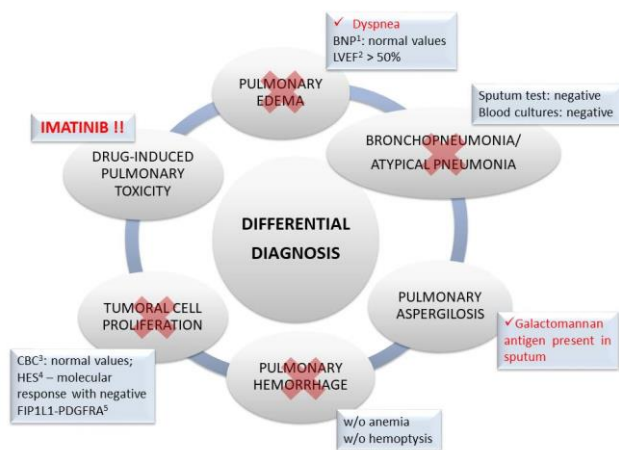 ✓ Dyspnea
BNP¹: normal values
LVEF² > 50%
PULMONARY
EDEMA
Sputum test: negative
Blood cultures: negative
BRONCHOPNEUMONIA/
ATYPICAL PNEUMONIA
IMATINIB !!
DRUG-INDUCED
PULMONARY
TOXICITY
DIFFERENTIAL
DIAGNOSIS
PULMONARY
ASPERGILOSIS
✓Galactomannan
antigen present in
sputum
TUMORAL CELL
PROLIFERATION
CBC³: normal values;
HES⁴ – molecular
response with negative
FIP1L1-PDGFRA⁵
PULMONARY
HEMORRHAGE
w/o anemia
w/o hemoptysis